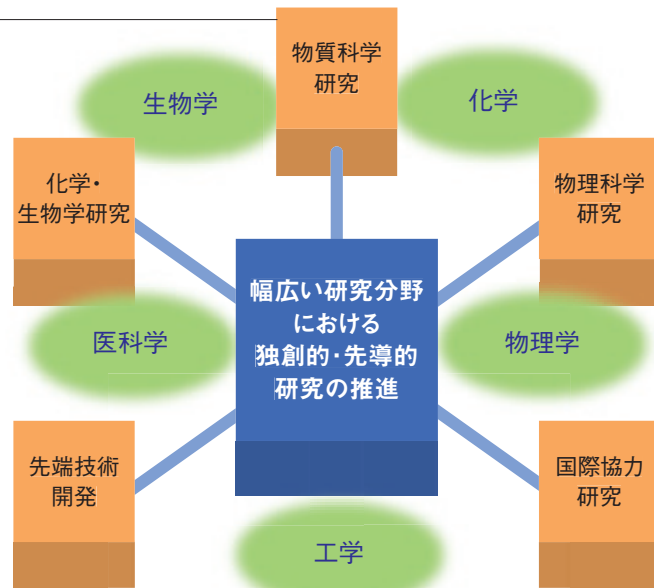 物質科学
研究
生物学
化学
化学・
生物学研究
物理科学
研究
幅広い研究分野
における
独創的・先導的
研究の推進
医科学
物理学
先端技術
開発
国際協力
研究
工学